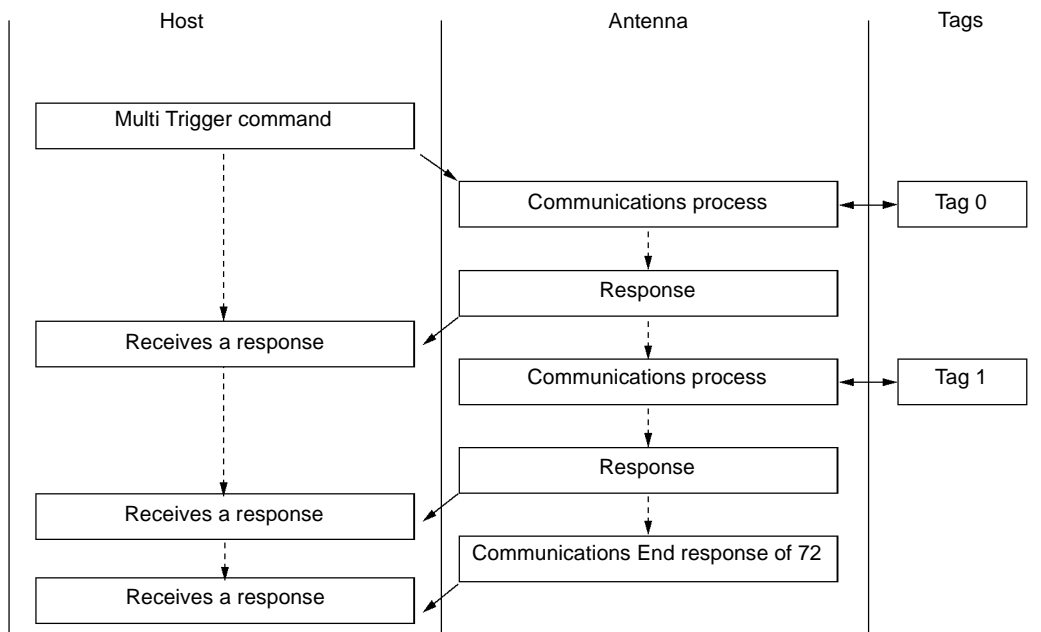 Host
Antenna
Tags
Multi Trigger command
Communications process
Tag 0
Response
Receives a response
Communications process
Tag 1
Response
Receives a response
Communications End response of 72
Receives a response